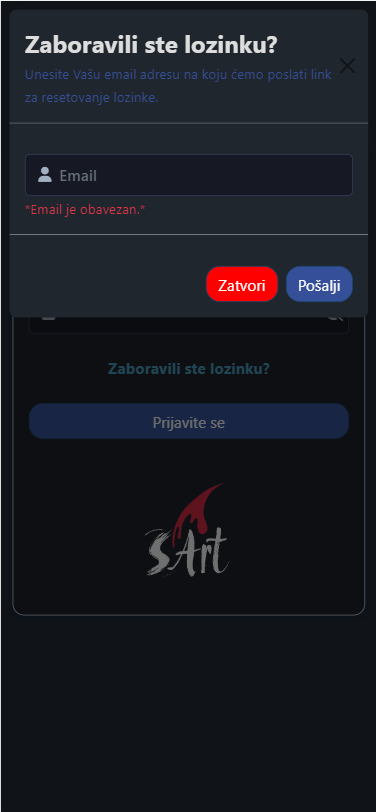 Zaboravili ste lozinku?
Unesite Vašu email adresu na koju ćemo poslati link
za resetovanje lozinke.
Email
*Email je obavezan.*
Zatvori
Pošalji
Zaboravili ste lozinku?
Prijavite se
SArt